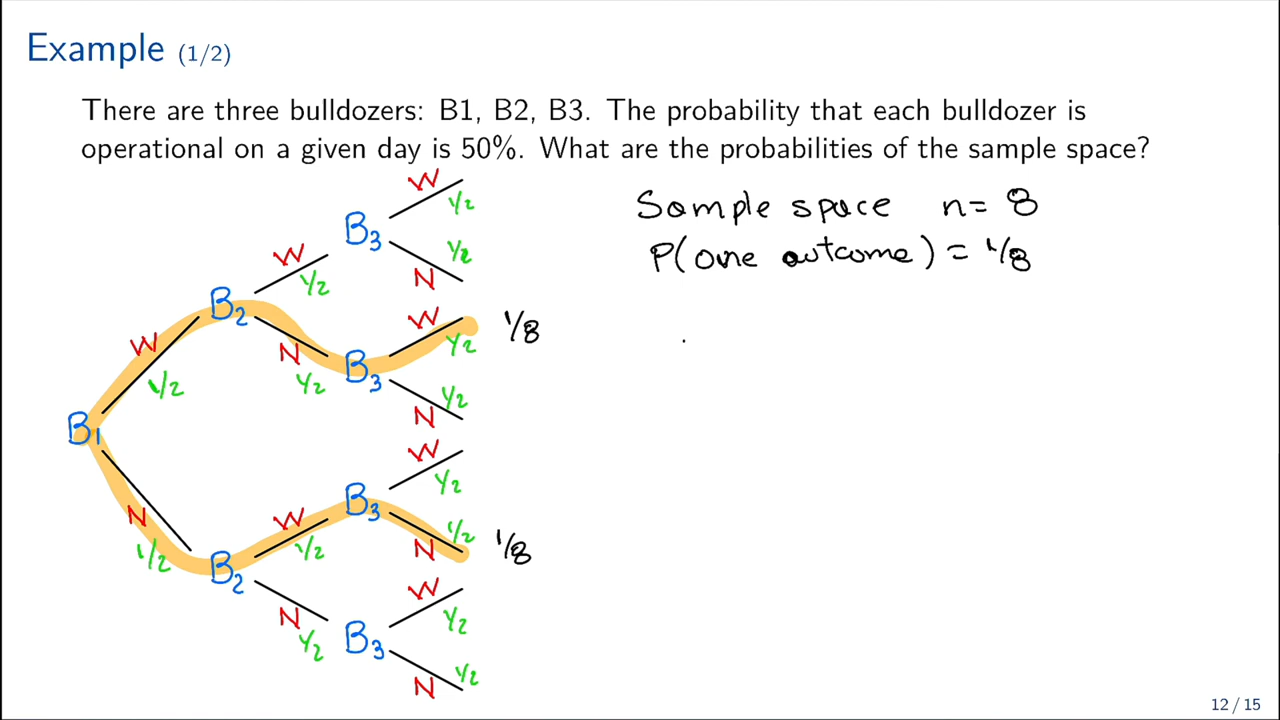 Example (1/2)
There are three bulldozers: B1, B2, B3. The probability that each bulldozer is
operational on a given day is 50%. What are the probabilities of the sample space?
W
1/2
Sample space n= 8
B3
W
1/2
1/2
N
P(one outcome) = 1/8
B2
W
1/2
1/8
W
1/2
N
1/2
B3
1/2
N
B1
W
1/2
N
1/2
W
1/2
B3
1/2
N
1/8
B2
W
1/2
N
1/2
B3
1/2
N
12 / 15